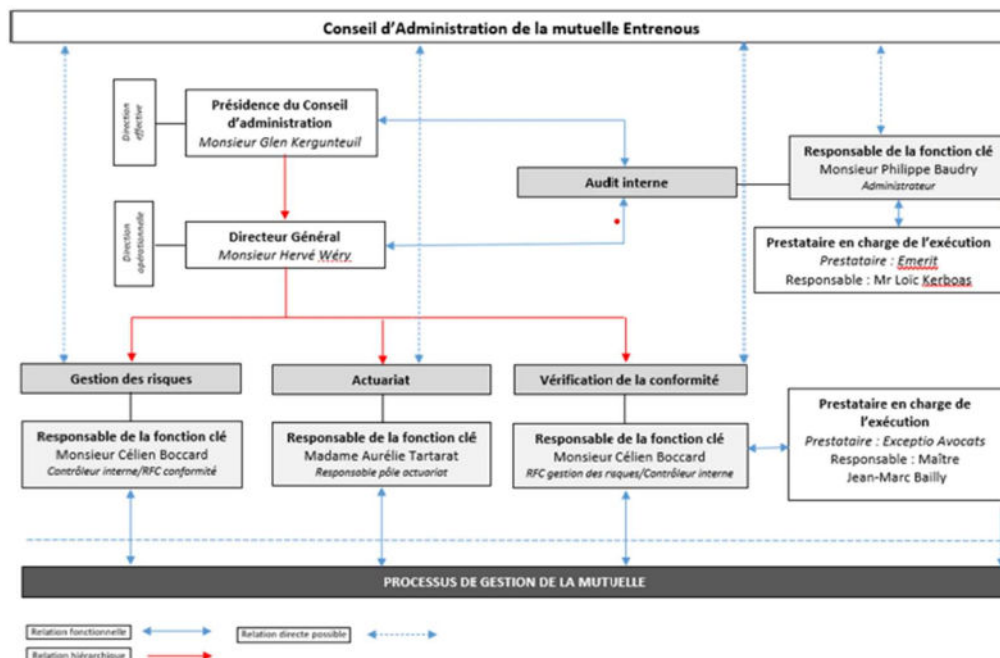 Conseil d'Administration de la mutuelle Entrenous
Direction
effective
Présidence du Conseil
d'administration
Monsieur Glen Kergunteuil
Audit interne
Responsable de la fonction clé
Monsieur Philippe Baudry
Administrateur
Direction
opérationnelle
Directeur Général
Monsieur Hervé Wéry
Prestataire en charge de l'exécution
Prestataire : Emerit
Responsable : Mr Loïc Kerboas
Gestion des risques
Actuariat
Vérification de la conformité
Responsable de la fonction clé
Monsieur Célien Boccard
Contrôleur interne/RFC conformité
Responsable de la fonction clé
Madame Aurélie Tartarat
Responsable pôle actuariat
Responsable de la fonction clé
Monsieur Célien Boccard
RFC gestion des risques/Contrôleur interne
Prestataire en charge de
l'exécution
Prestataire : Exceptio Avocats
Responsable : Maître
Jean-Marc Bailly
PROCESSUS DE GESTION DE LA MUTUELLE
Relation fonctionnelle
Relation directe possible
Relation hiérarchique